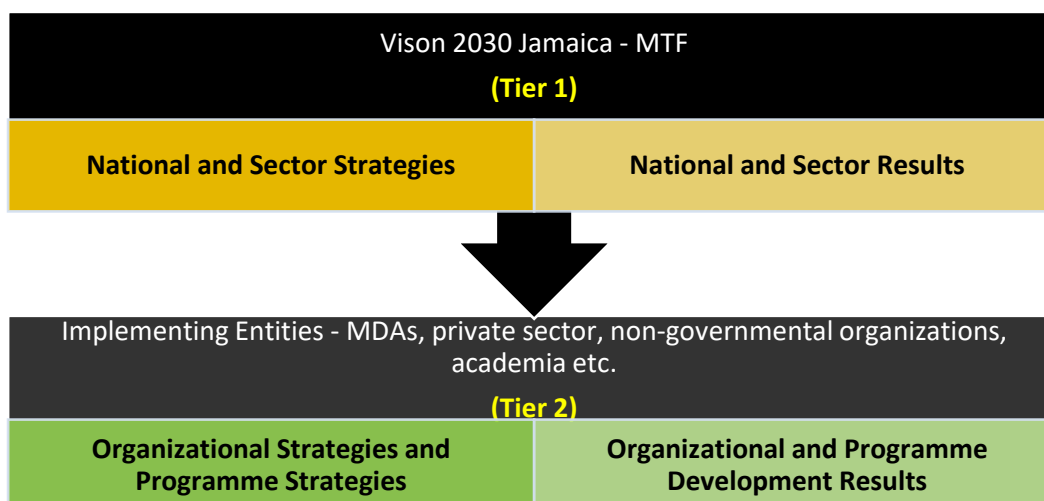 Vison 2030 Jamaica - MTF
(Tier 1)
National and Sector Strategies
National and Sector Results
Implementing Entities - MDAs, private sector, non-governmental organizations,
academia etc.
(Tier 2)
Organizational Strategies and
Programme Strategies
Organizational and Programme
Development Results